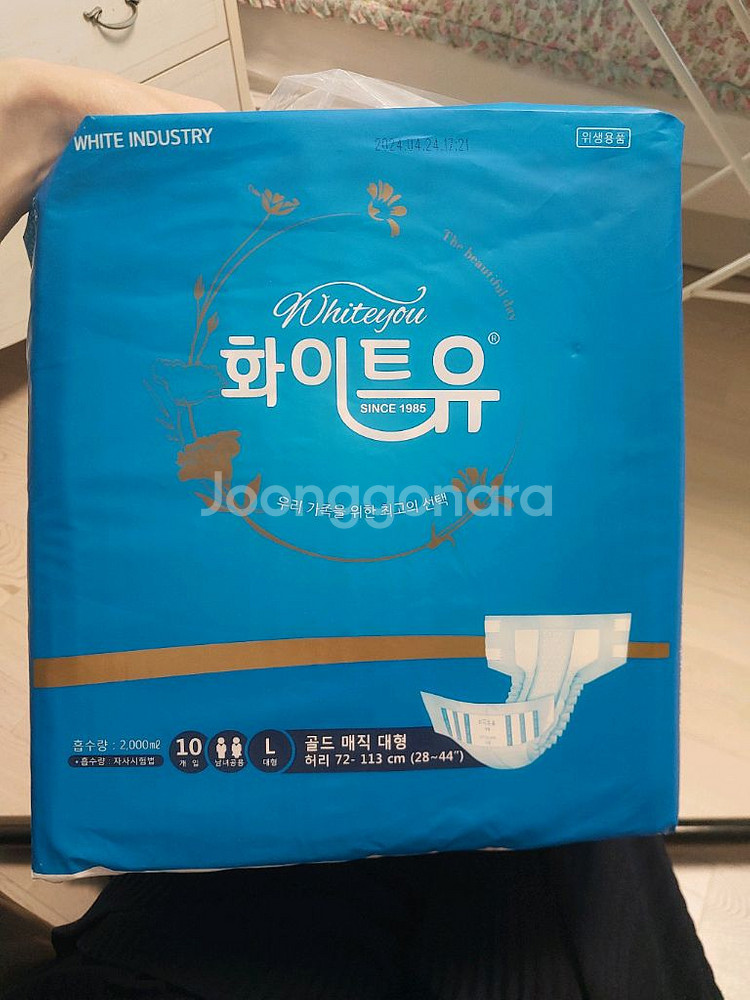 WHITE INDUSTRY
2024.04.24.17:21
위생용품
The beautiful day
Whiteyou
화이트유®
SINCE 1985
우리 가족을 위한 최고의 선택
Joonggonara
흡수량 : 2,000㎖
• 흡수량 : 자사시험법
10
개 입
남녀공용
L
대형
골드 매직 대형
허리 72- 113 cm (28~44")